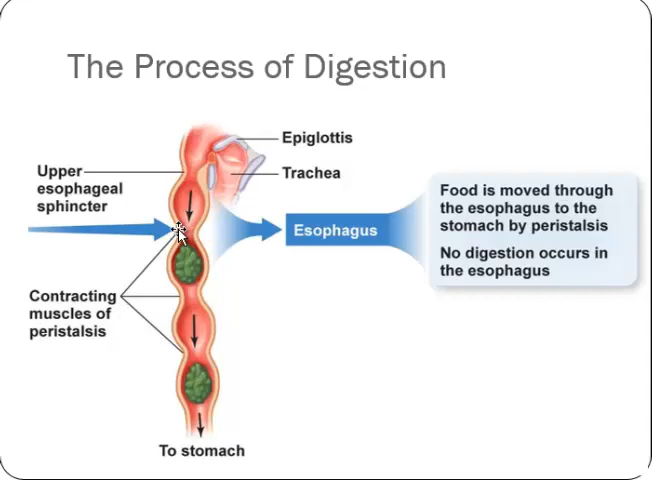 The Process of Digestion
Epiglottis
Trachea
Upper
esophageal
sphincter
Esophagus
Food is moved through
the esophagus to the
stomach by peristalsis
No digestion occurs in
the esophagus
Contracting
muscles of
peristalsis
To stomach